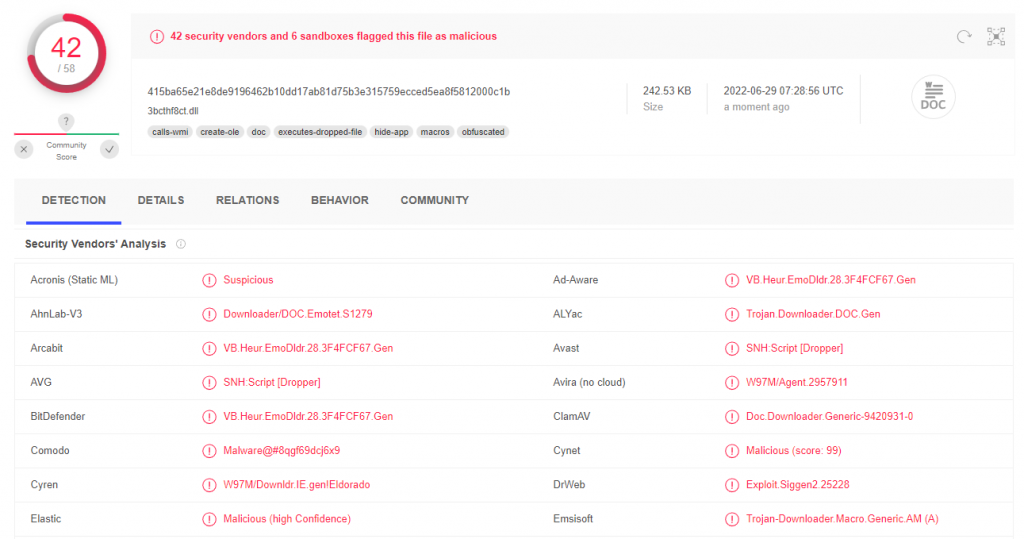 42
/ 58
?
Community
Score
42 security vendors and 6 sandboxes flagged this file as malicious
415ba65e21e8de9196462b10dd17ab81d75b3e315759ecced5ea8f5812000c1b
3bcthf8ct.dll
calls-wmi create-ole doc executes-dropped-file hide-app macros obfuscated
242.53 KB
Size
2022-06-29 07:28:56 UTC
a moment ago
DOC
DETECTION DETAILS RELATIONS BEHAVIOR COMMUNITY
Security Vendors' Analysis
Acronis (Static ML) Suspicious Ad-Aware VB.Heur.EmoDldr.28.3F4FCF67.Gen
AhnLab-V3 Downloader/DOC.Emotet.S1279 ALYac Trojan.Downloader.DOC.Gen
Arcabit VB.Heur.EmoDldr.28.3F4FCF67.Gen Avast SNH:Script [Dropper]
AVG SNH:Script [Dropper] Avira (no cloud) W97M/Agent.2957911
BitDefender VB.Heur.EmoDldr.28.3F4FCF67.Gen ClamAV Doc.Downloader.Generic-9420931-0
Comodo Malware@#8qgf69dcj6x9 Cynet Malicious (score: 99)
Cyren W97M/Downldr.IE.gen!Eldorado DrWeb Exploit.Siggen2.25228
Elastic Malicious (high Confidence) Emsisoft Trojan-Downloader.Macro.Generic.AM (A)